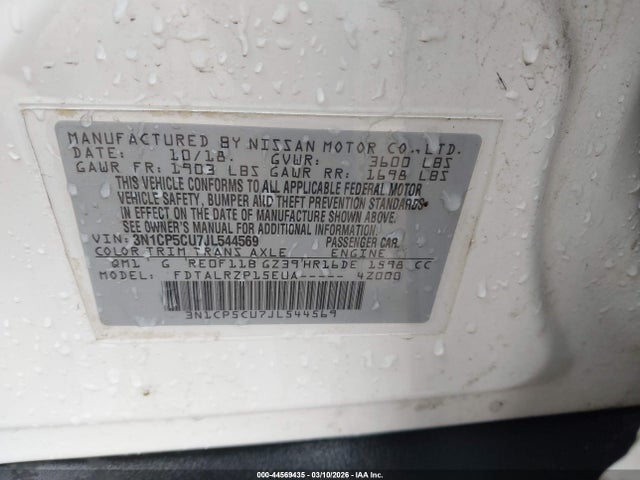 MANUFACTURED BY NISSAN MOTOR CO.,LTD.
DATE: 10/18. GVWR: 3600 LBS
GAWR FR: 1903 LBS GAWR RR: 1698 LBS
THIS VEHICLE CONFORMS TO ALL APPLICABLE FEDERAL MOTOR
VEHICLE SAFETY, BUMPER AND THEFT PREVENTION STANDARDS
IN EFFECT ON THE DATE OF MANUFACTURE SHOWN ABOVE.
SEE OWNER'S MANUAL FOR ADDITIONAL INFORMATION.
VIN: 3N1CP5CU7JL544569 PASSENGER CAR
COLOR TRIM TRANS AXLE ENGINE
QM1 G RE0F11B GZ39 HR16DE 1598 CC
MODEL: FDTALRZP15EUA----- 42000
3N1CP5CU7JL544569
000-44569435 - 03/10/2026 - IAA Inc.